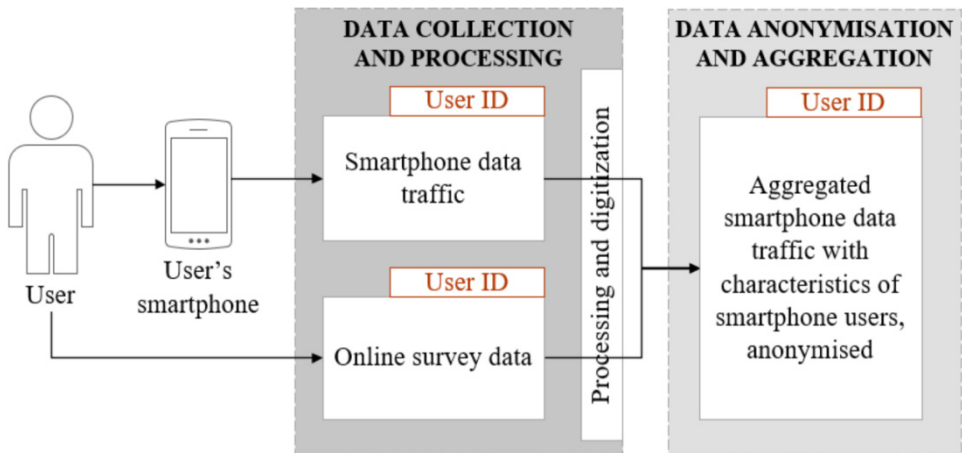 DATA COLLECTION
AND PROCESSING
User ID
Smartphone data
traffic
User ID
Online survey data
Processing and digitization
User
User's
smartphone
DATA ANONYMISATION
AND AGGREGATION
User ID
Aggregated
smartphone data
traffic with
characteristics of
smartphone users,
anonymised